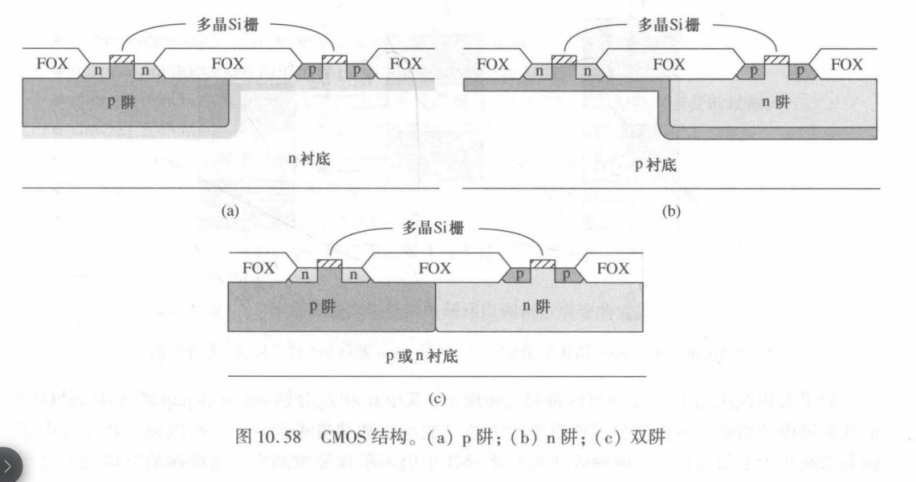 多晶Si栅
多晶Si栅
FOX n n FOX p p FOX
FOX n n FOX p p FOX
p 阱
n 阱
n 衬底
p 衬底
(a)
(b)
多晶Si栅
FOX n n FOX p p FOX
p 阱 n 阱
p 或 n 衬底
(c)
图 10.58 CMOS 结构。(a) p 阱; (b) n 阱; (c) 双阱